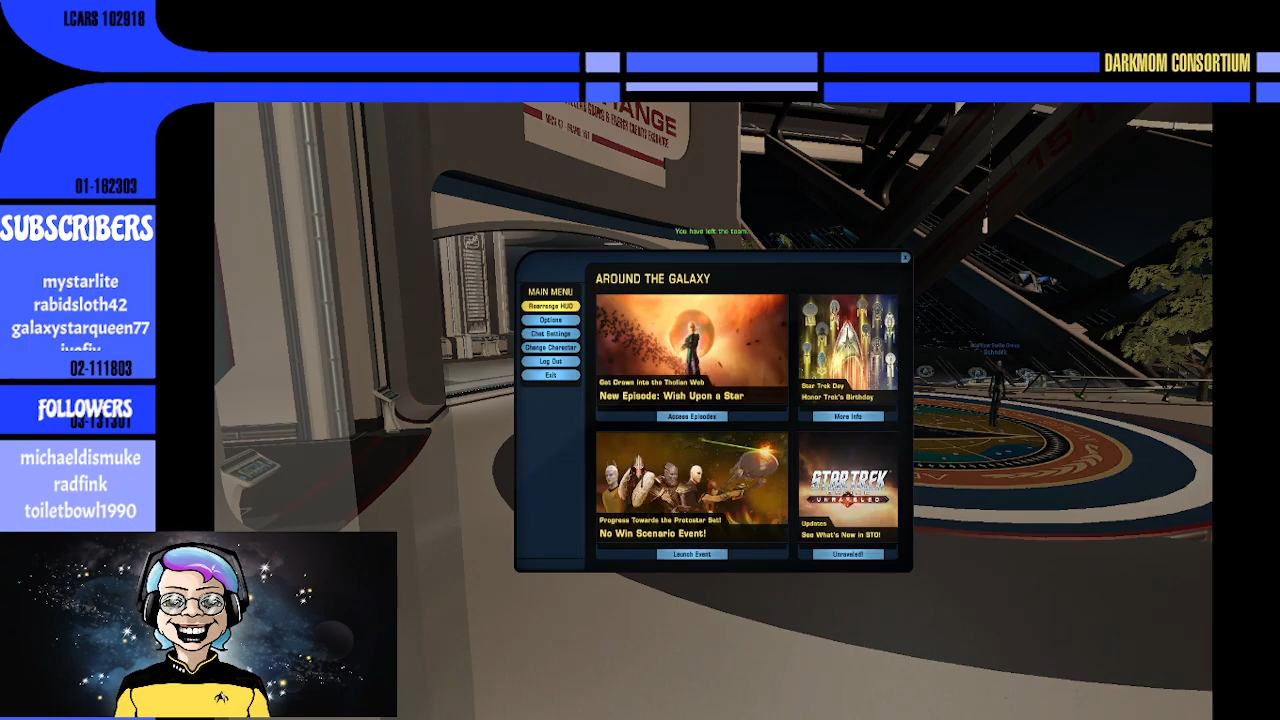 LCARS 102918
DARKMOM CONSORTIUM
01-182303
SUBSCRIBERS
mystarlite
rabidsloth42
galaxystarqueen77
02-111803
FOLLOWERS
03-131301
michaeldismuke
radfink
toiletbowl1990
You have left the team.
AROUND THE GALAXY
MAIN MENU
Rearrange HUD
Options
Chat Settings
Change Character
Log Out
Exit
Get Drawn into the Tholian Web
New Episode: Wish Upon a Star
Access Episodes
Star Trek Day
Honor Trek's Birthday
More Info
Progress Towards the Protostar Set!
No Win Scenario Event!
Launch Event
STAR TREK
UNRAVELED
Updates
See What's New in STO!
Unraveled!